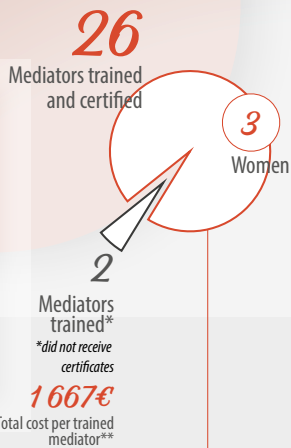 26
Mediators trained
and certified
3
Women
2
Mediators
trained*
*did not receive
certificates
1 667€
Total cost per trained
mediator**